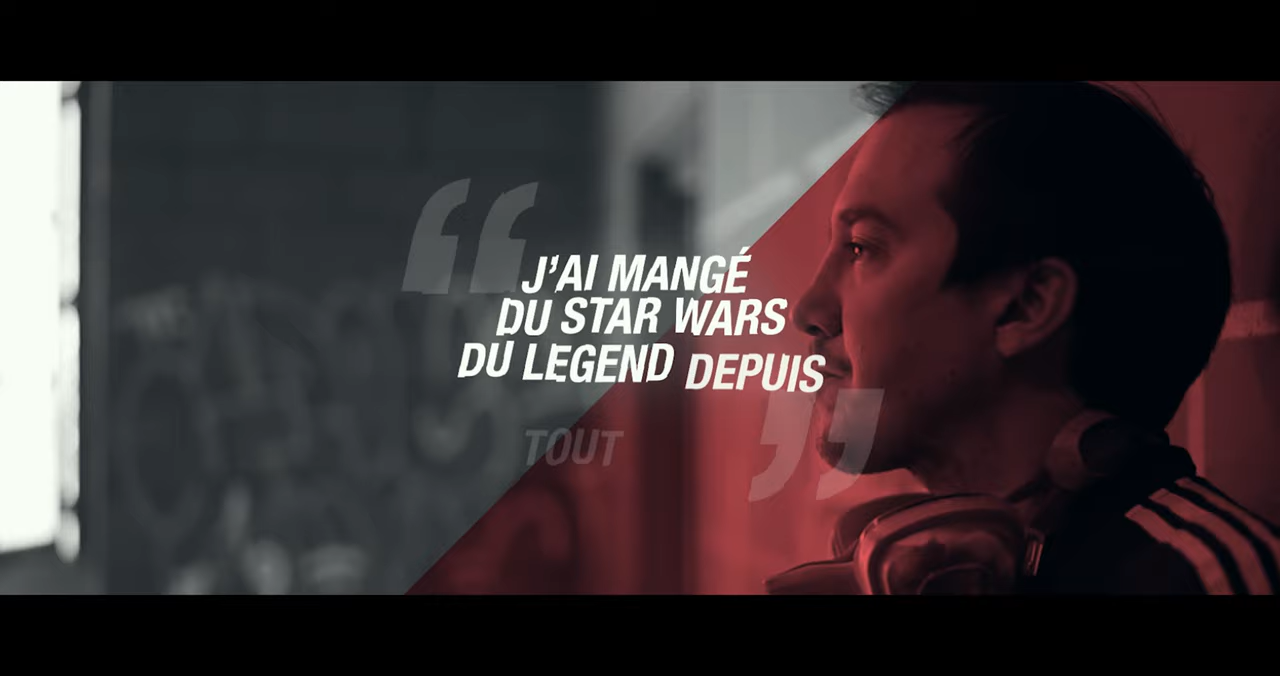 “
J’AI MANGÉ
DU STAR WARS
DU LEGEND DEPUIS
TOUT
”